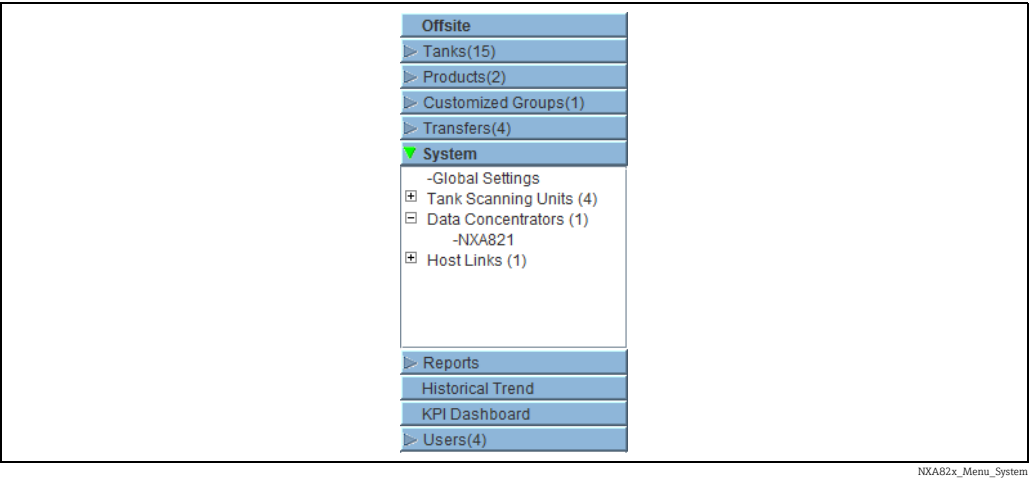 Offsite
Tanks(15)
Products(2)
Customized Groups(1)
Transfers(4)
System
-Global Settings
Tank Scanning Units (4)
Data Concentrators (1)
-NXA821
Host Links (1)
Reports
Historical Trend
KPI Dashboard
Users(4)
NXA82x_Menu_System